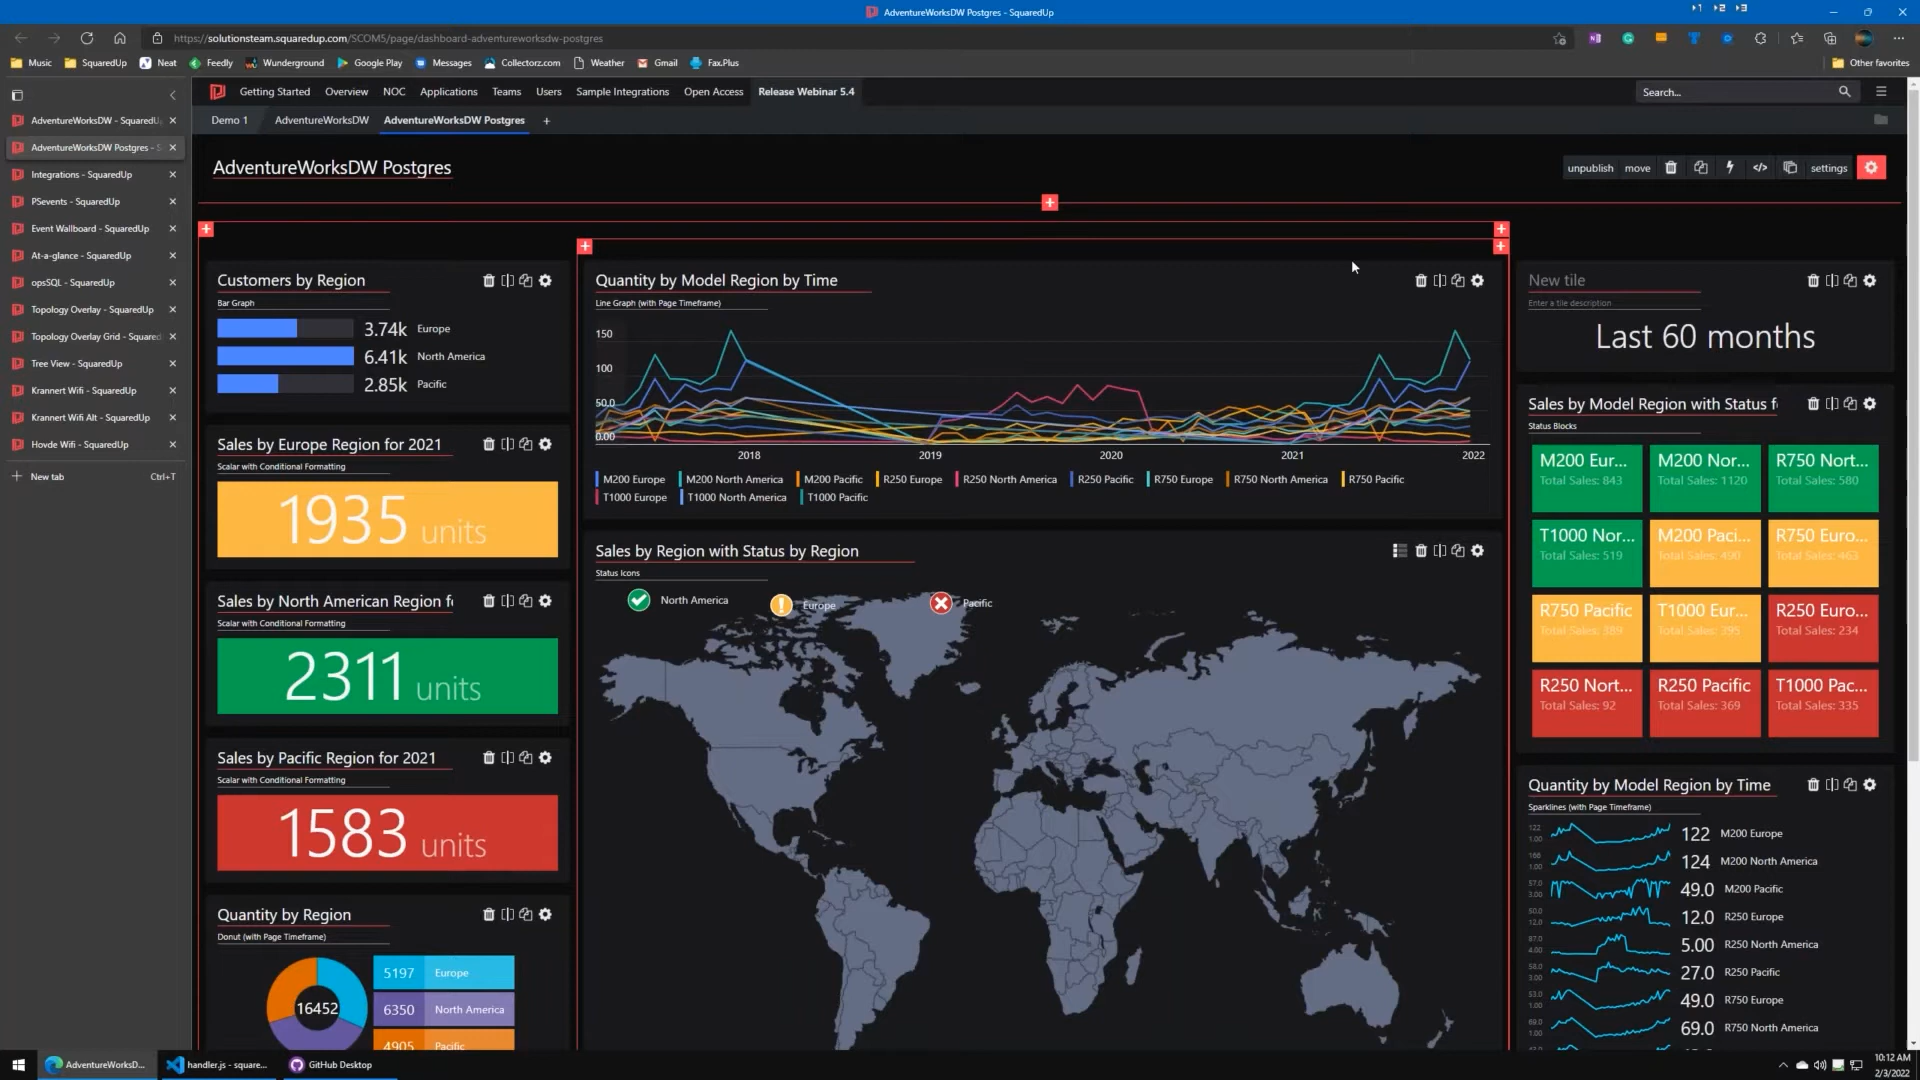 AdventureWorksDW Postgres - SquaredUp
https://solutionsteam.squaredup.com/SCOM5/page/dashboard-adventureworksdw-postgres
Music
SquaredUp
Neat
Feedly
Wunderground
Google Play
Messages
Collectorz.com
Weather
Gmail
Fax.Plus
Other favorites
AdventureWorksDW - SquaredU
AdventureWorksDW Postgres - S
Integrations - SquaredUp
PSevents - SquaredUp
Event Wallboard - SquaredUp
At-a-glance - SquaredUp
opsSQL - SquaredUp
Topology Overlay - SquaredUp
Topology Overlay Grid - Squared
Tree View - SquaredUp
Krannert Wifi - SquaredUp
Krannert Wifi Alt - SquaredUp
Hovde Wifi - SquaredUp
New tab Ctrl+T
Getting Started
Overview
NOC
Applications
Teams
Users
Sample Integrations
Open Access
Release Webinar 5.4
Search...
Demo 1
AdventureWorksDW
AdventureWorksDW Postgres
AdventureWorksDW Postgres
unpublish
move
settings
Customers by Region
Bar Graph
3.74k Europe
6.41k North America
2.85k Pacific
Sales by Europe Region for 2021
Scalar with Conditional Formatting
1935 units
Sales by North American Region f
Scalar with Conditional Formatting
2311 units
Sales by Pacific Region for 2021
Scalar with Conditional Formatting
1583 units
Quantity by Region
Donut (with Page Timeframe)
16452
5197 Europe
6350 North America
4905 Pacific
Quantity by Model Region by Time
Line Graph (with Page Timeframe)
150
100
50.0
0.00
2018 2019 2020 2021 2022
M200 Europe M200 North America M200 Pacific R250 Europe R250 North America R250 Pacific R750 Europe R750 North America R750 Pacific
T1000 Europe T1000 North America T1000 Pacific
Sales by Region with Status by Region
Status Icons
North America
Europe
Pacific
New tile
Enter a tile description
Last 60 months
Sales by Model Region with Status f
Status Blocks
M200 Eur...
Total Sales: 843
M200 Nor...
Total Sales: 1120
R750 Nort...
Total Sales: 580
T1000 Nor...
Total Sales: 519
M200 Paci...
Total Sales: 490
R750 Euro...
Total Sales: 463
R750 Pacific
Total Sales: 389
T1000 Eur...
Total Sales: 395
R250 Euro...
Total Sales: 234
R250 Nort...
Total Sales: 92
R250 Pacific
Total Sales: 369
T1000 Pac...
Total Sales: 335
Quantity by Model Region by Time
Sparklines (with Page Timeframe)
122 M200 Europe
124 M200 North America
49.0 M200 Pacific
12.0 R250 Europe
5.00 R250 North America
27.0 R250 Pacific
49.0 R750 Europe
69.0 R750 North America
AdventureWorksD...
handler.js - square...
GitHub Desktop
10:12 AM
2/3/2022